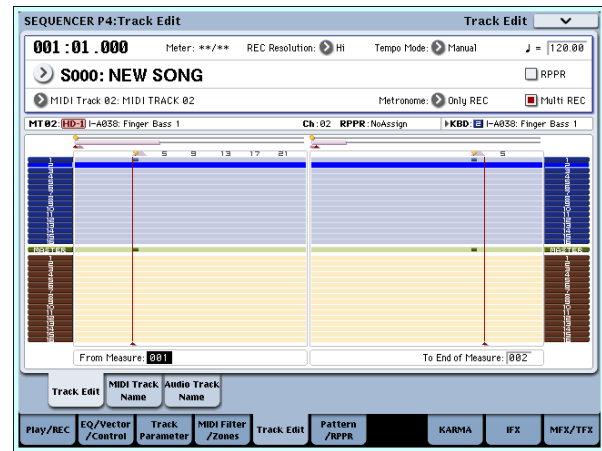 SEQUENCER P4:Track Edit Track Edit
001:01.000 Meter: **/** REC Resolution: Hi Tempo Mode: Manual ♩ = 120.00
S000: NEW SONG RPPR
MIDI Track 02: MIDI TRACK 02 Metronome: Only REC Multi REC
MT02: HD-1 I-A038: Finger Bass 1 Ch:02 RPPR:NoAssign KBD: E I-A038: Finger Bass 1
5 9 13 17 21 5
MASTER MASTER
From Measure: 001 To End of Measure: 002
Track Edit MIDI Track Name Audio Track Name
Play/REC EQ/Vector /Control Track Parameter MIDI Filter /Zones Track Edit Pattern /RPPR KARMA IFX MFX/TFX